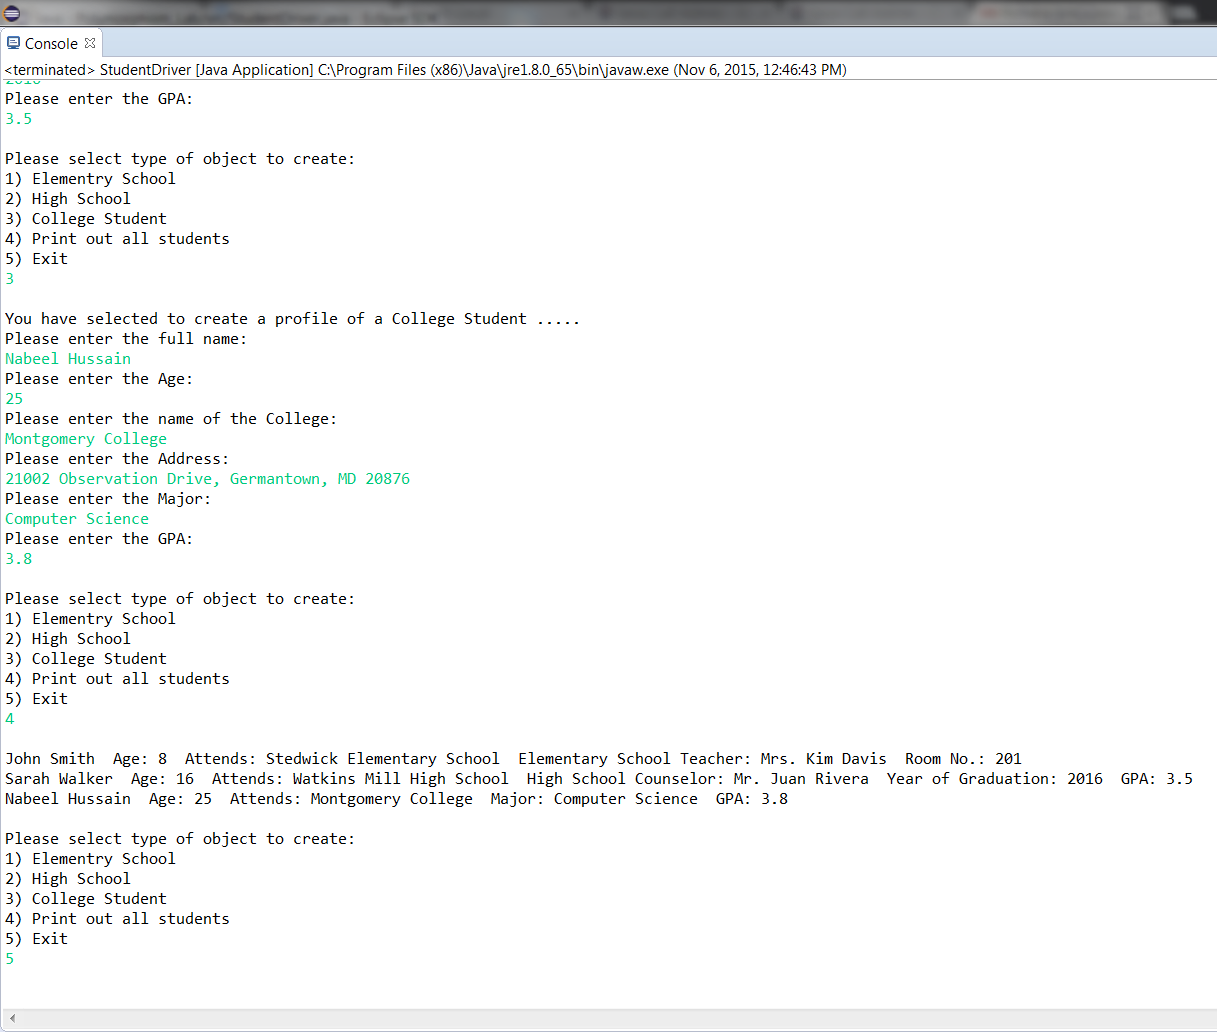 Console
<terminated> StudentDriver [Java Application] C:\Program Files (x86)\Java\jre1.8.0_65\bin\javaw.exe (Nov 6, 2015, 12:46:43 PM)
Please enter the GPA:
3.5
Please select type of object to create:
1) Elementry School
2) High School
3) College Student
4) Print out all students
5) Exit
3
You have selected to create a profile of a College Student .....
Please enter the full name:
Nabeel Hussain
Please enter the Age:
25
Please enter the name of the College:
Montgomery College
Please enter the Address:
21002 Observation Drive, Germantown, MD 20876
Please enter the Major:
Computer Science
Please enter the GPA:
3.8
Please select type of object to create:
1) Elementry School
2) High School
3) College Student
4) Print out all students
5) Exit
4
John Smith  Age: 8  Attends: Stedwick Elementary School  Elementary School Teacher: Mrs. Kim Davis  Room No.: 201
Sarah Walker  Age: 16  Attends: Watkins Mill High School  High School Counselor: Mr. Juan Rivera  Year of Graduation: 2016  GPA: 3.5
Nabeel Hussain  Age: 25  Attends: Montgomery College  Major: Computer Science  GPA: 3.8
Please select type of object to create:
1) Elementry School
2) High School
3) College Student
4) Print out all students
5) Exit
5